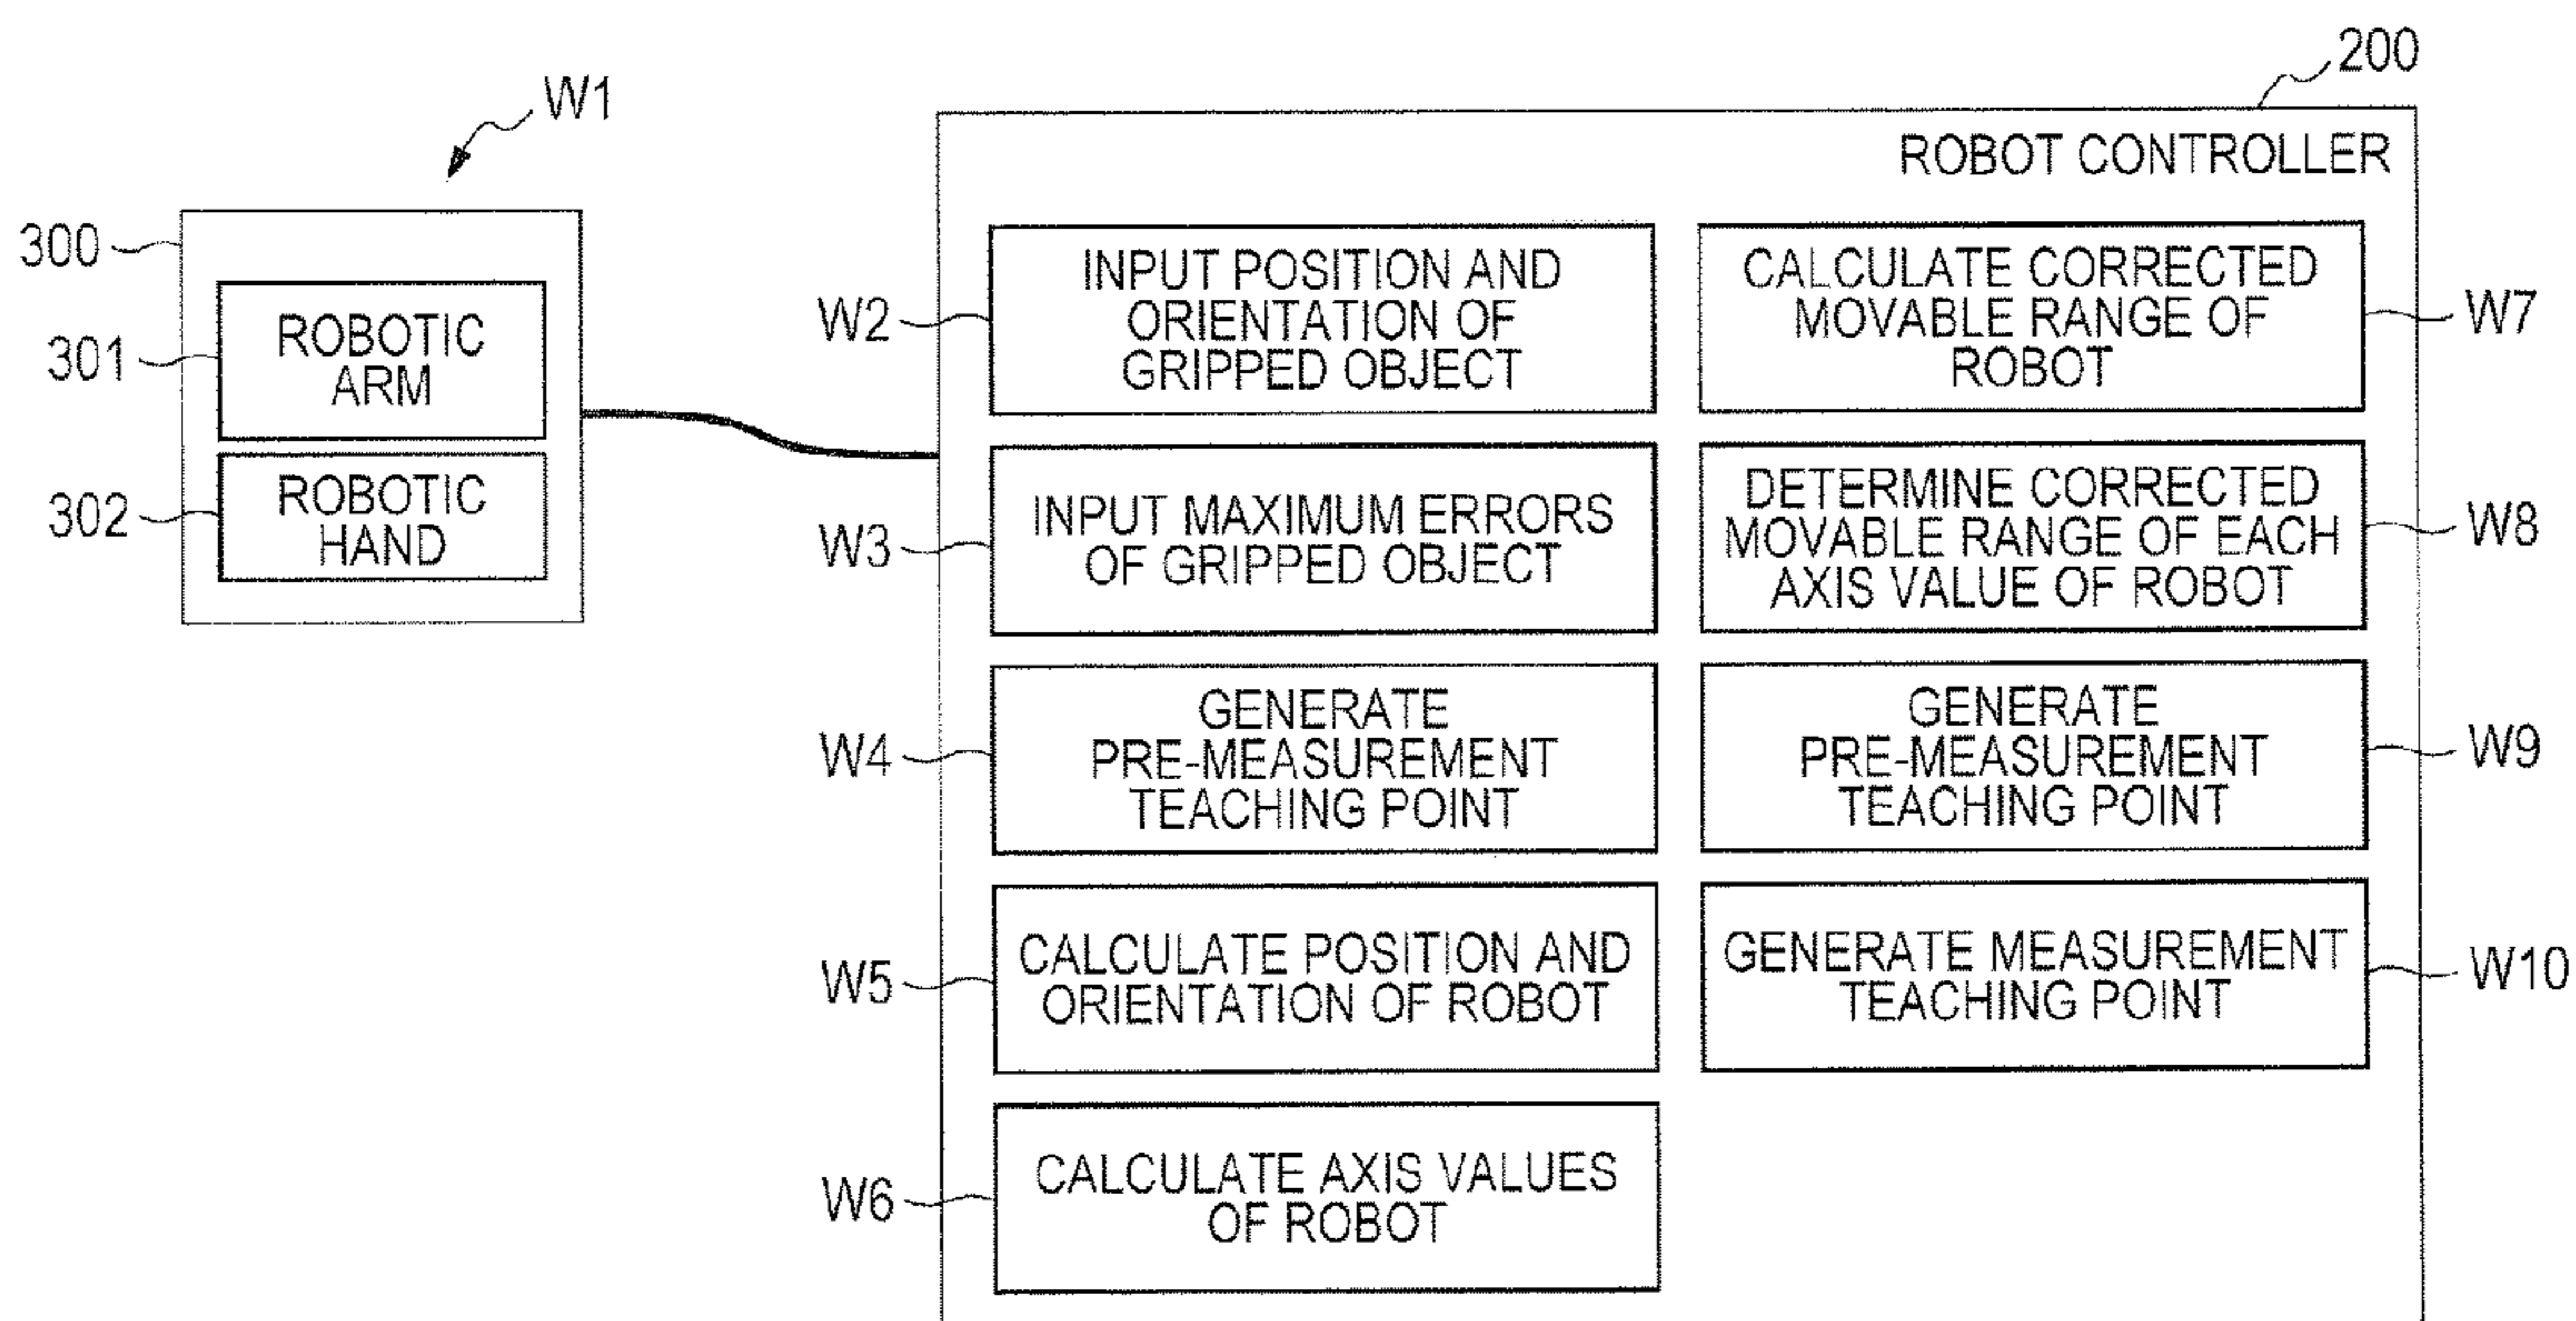 W1
200
ROBOT CONTROLLER
300
301
ROBOTIC
ARM
302
ROBOTIC
HAND
W2
INPUT POSITION AND
ORIENTATION OF
GRIPPED OBJECT
W3
INPUT MAXIMUM ERRORS
OF GRIPPED OBJECT
W4
GENERATE
PRE-MEASUREMENT
TEACHING POINT
W5
CALCULATE POSITION AND
ORIENTATION OF ROBOT
W6
CALCULATE AXIS VALUES
OF ROBOT
CALCULATE CORRECTED
MOVABLE RANGE OF
ROBOT
W7
DETERMINE CORRECTED
MOVABLE RANGE OF EACH
AXIS VALUE OF ROBOT
W8
GENERATE
PRE-MEASUREMENT
TEACHING POINT
W9
GENERATE MEASUREMENT
TEACHING POINT
W10